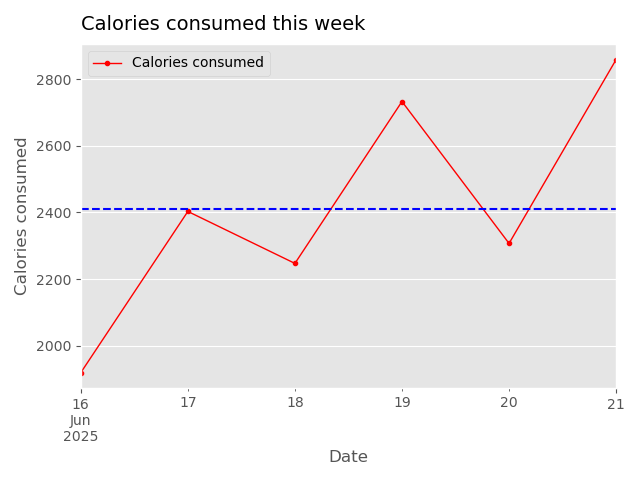 Calories consumed this week
Calories consumed
2800
2600
2400
2200
2000
Calories consumed
16
Jun
2025
17
18
19
20
21
Date